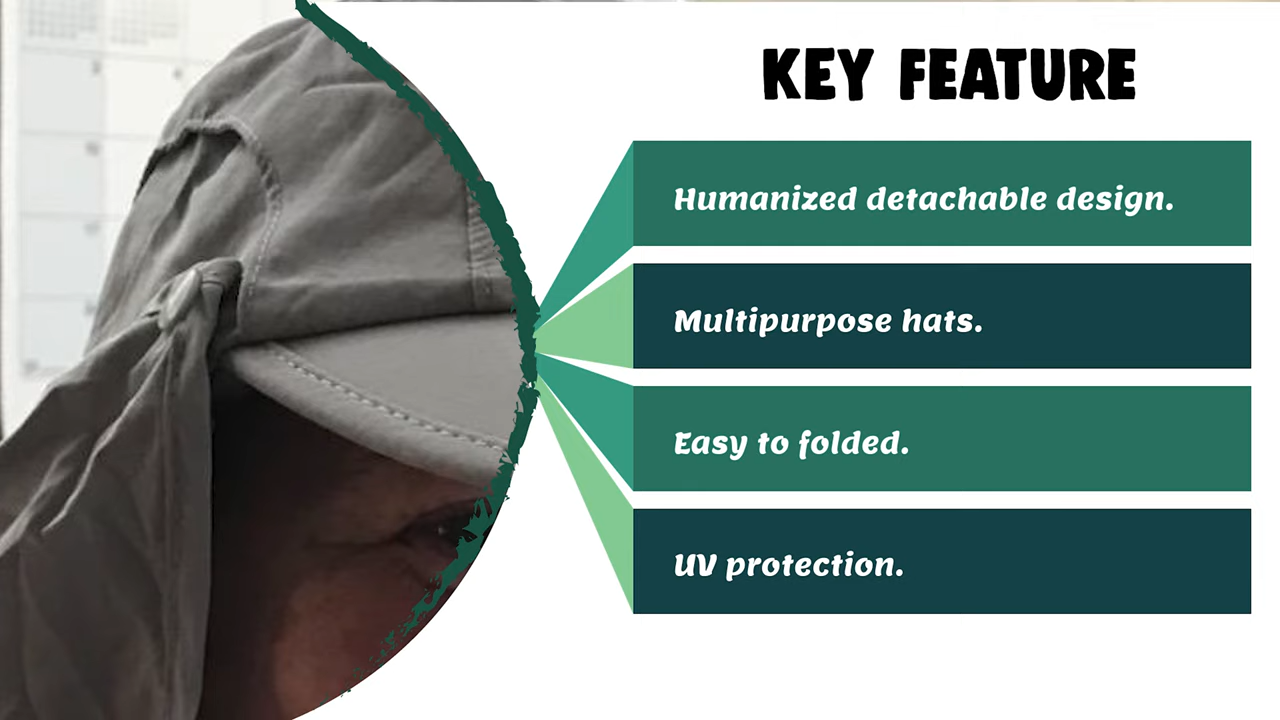 KEY FEATURE
Humanized detachable design.
Multipurpose hats.
Easy to folded.
UV protection.